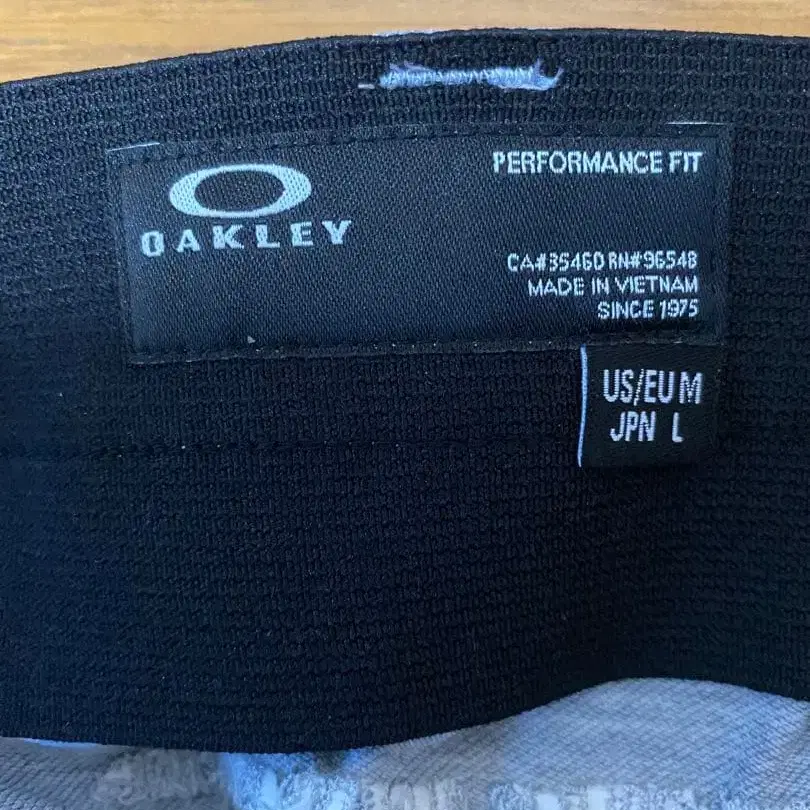 OAKLEY
PERFORMANCE FIT
CA#35460 RN#96548
MADE IN VIETNAM
SINCE 1975
US/EU M
JPN L